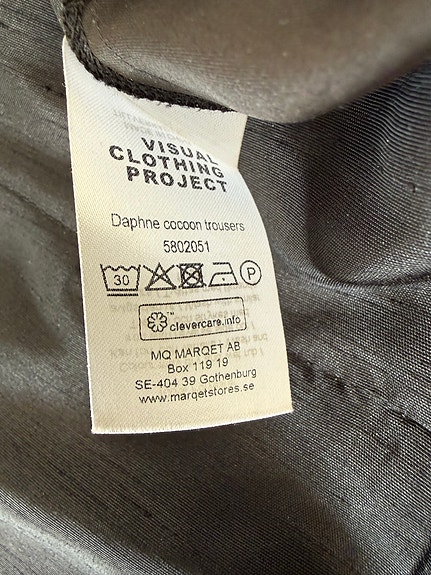 VISUAL
CLOTHING
PROJECT
Daphne cocoon trousers
5802051
30
P
clevercare.info
MQ MARQET AB
Box 119 19
SE-404 39 Gothenburg
www.marqetstores.se